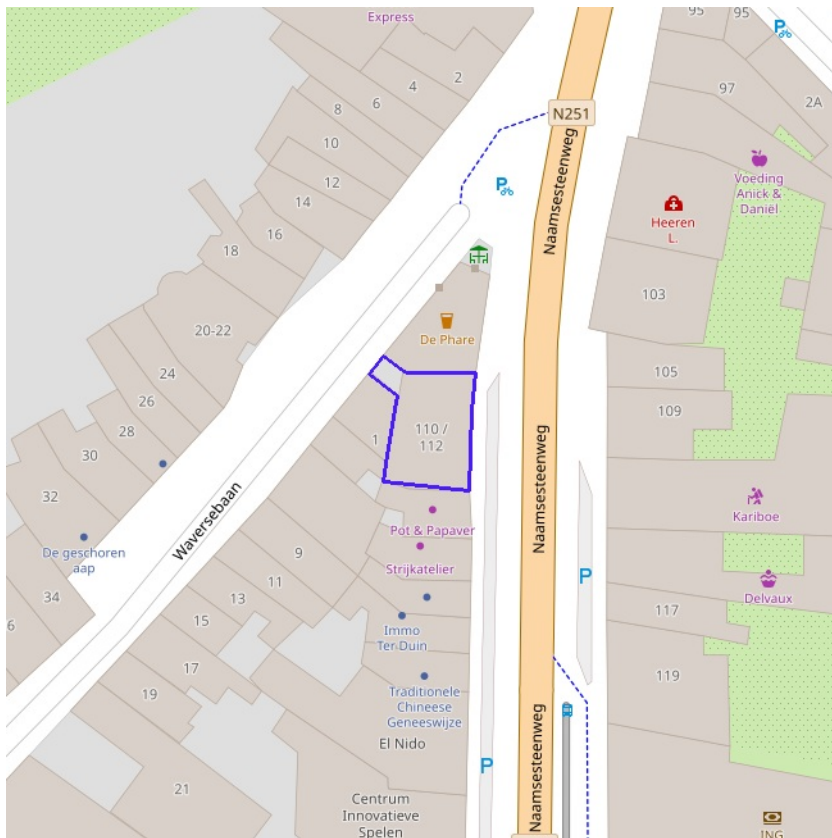 Express
95
95
2
4
97
6
2A
8
N251
10
Naamsesteenweg
12
Voeding
Anick &
Daniël
14
Heeren
L.
16
Naamsesteenweg
18
103
20-22
De Phare
24
105
26
109
28
110 /
112
1
30
32
Pot & Papaver
Kariboe
Waversebaan
Naamsesteenweg
De geschoren
aap
9
Strijkatelier
P
11
34
13
Delvaux
6
15
Immo
Ter Duin
117
17
119
19
Traditionele
Chinese
Geneeswijze
El Nido
P
Naamsesteenweg
21
Centrum
Innovatieve
Spelen
ING